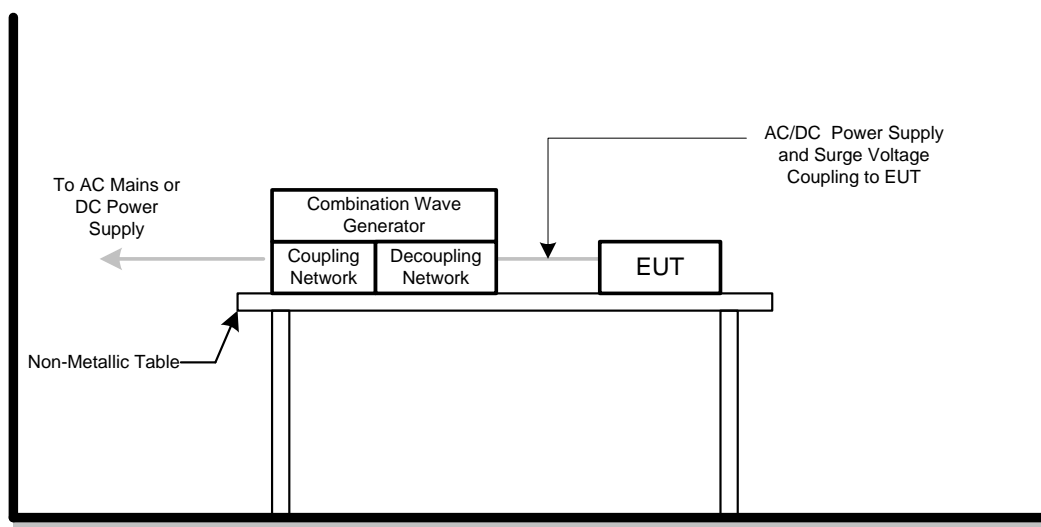 AC/DC  Power Supply
and Surge Voltage
Coupling to EUT
To AC Mains or
DC Power
Supply
Combination Wave
Generator
Coupling
Network
Decoupling
Network
EUT
Non-Metallic Table